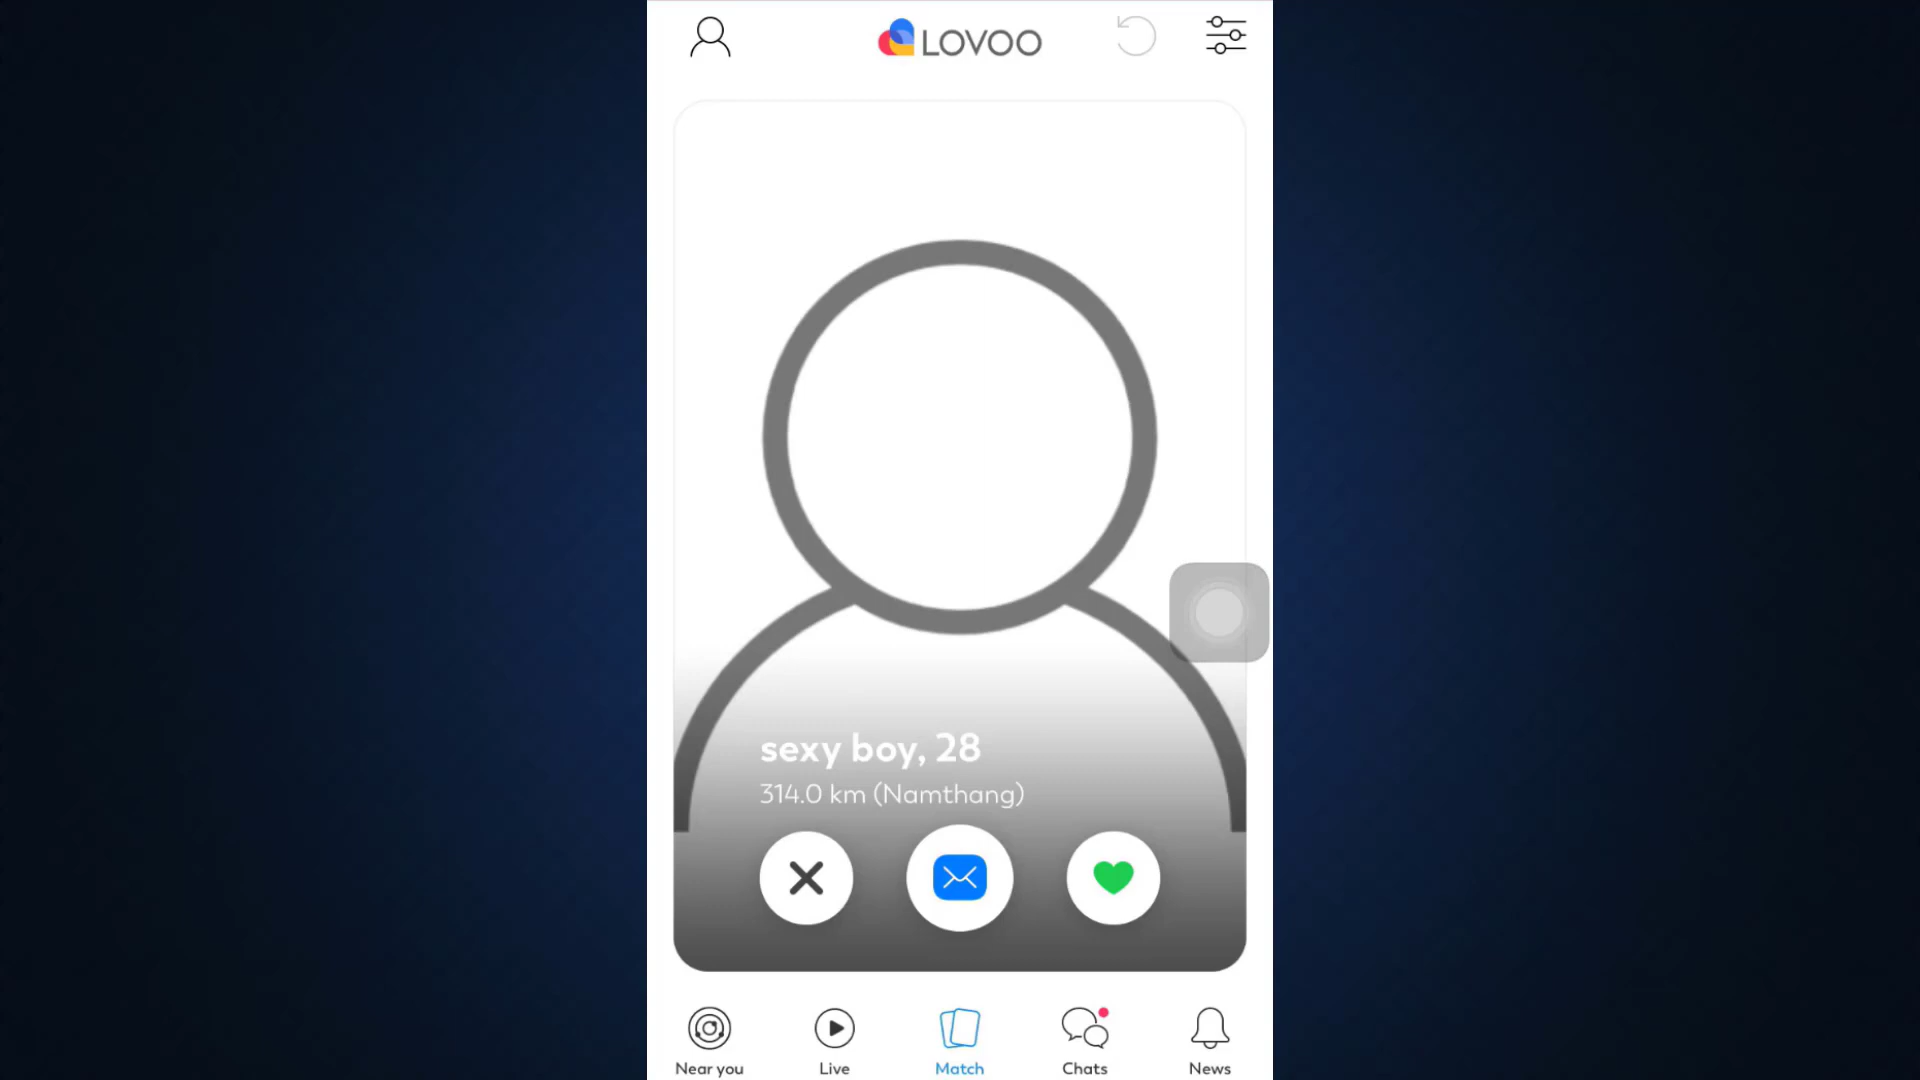 LOVOO
sexy boy, 28
314.0 km (Namthang)
Near you
Live
Match
Chats
News